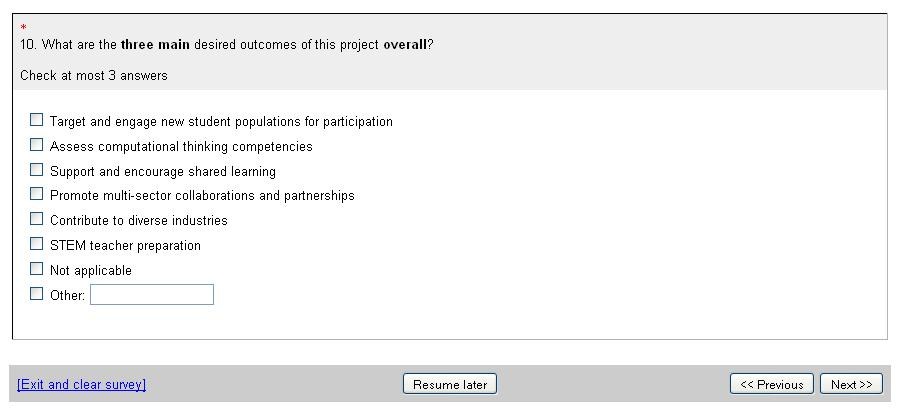 *
10. What are the three main desired outcomes of this project overall?
Check at most 3 answers
Target and engage new student populations for participation
Assess computational thinking competencies
Support and encourage shared learning
Promote multi-sector collaborations and partnerships
Contribute to diverse industries
STEM teacher preparation
Not applicable
Other:
[Exit and clear survey] Resume later << Previous Next >>